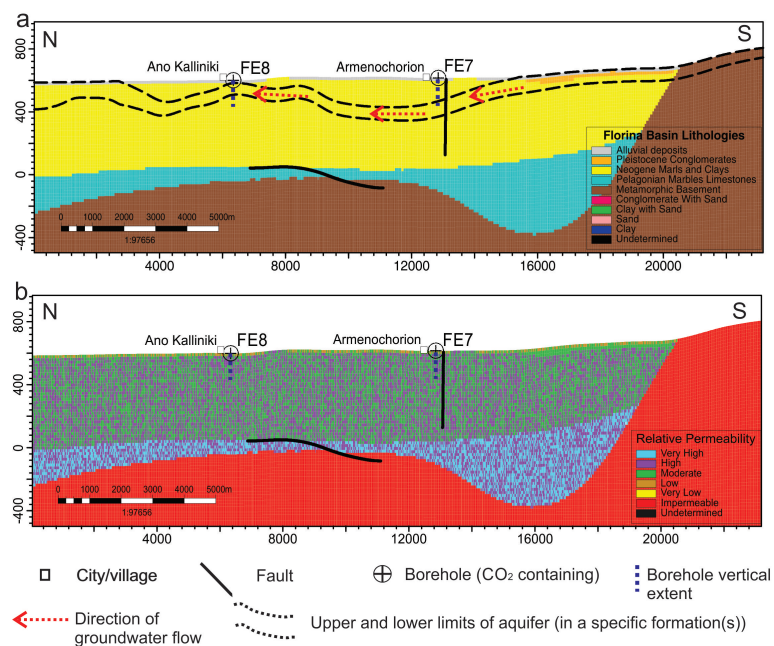 a
N
S
800
400
0
-400
Ano Kalliniki
FE8
Armenochorion
FE7
Florina Basin Lithologies
Alluvial deposits
Pleistocene Conglomerates
Neogene Marls and Clays
Pelagonian Marbles Limestones
Metamorphic Basement
Conglomerate With Sand
Clay with Sand
Sand
Clay
Undetermined
0 1000 2000 3000 4000 5000m
1:97656
4000 8000 12000 16000 20000
b
N
S
800
400
0
-400
Ano Kalliniki
FE8
Armenochorion
FE7
Relative Permeability
Very High
High
Moderate
Low
Very Low
Impermeable
Undetermined
0 1000 2000 3000 4000 5000m
1:97656
4000 8000 12000 16000 20000
City/village
Fault
Borehole (CO₂ containing)
Borehole vertical
extent
Direction of
groundwater flow
Upper and lower limits of aquifer (in a specific formation(s))